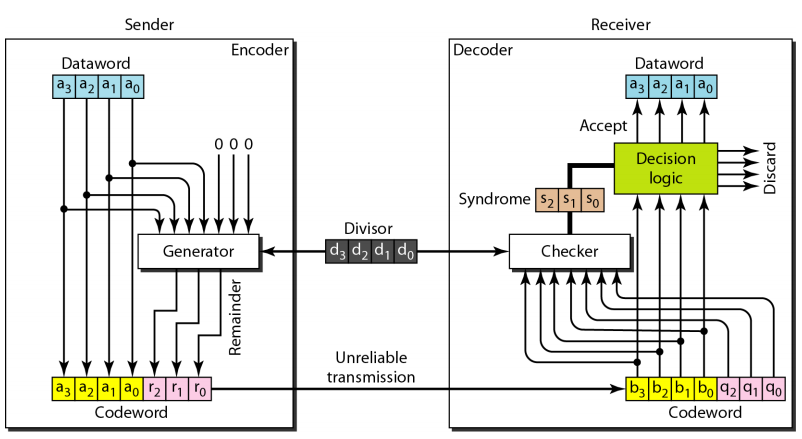 Sender
Receiver
Encoder
Decoder
Dataword
a3 a2 a1 a0
0 0 0
Generator
Remainder
a3 a2 a1 a0 r2 r1 r0
Codeword
Divisor
d3 d2 d1 d0
Unreliable
transmission
Dataword
a3 a2 a1 a0
Accept
Decision
logic
Discard
Syndrome
s2 s1 s0
Checker
b3 b2 b1 b0 q2 q1 q0
Codeword